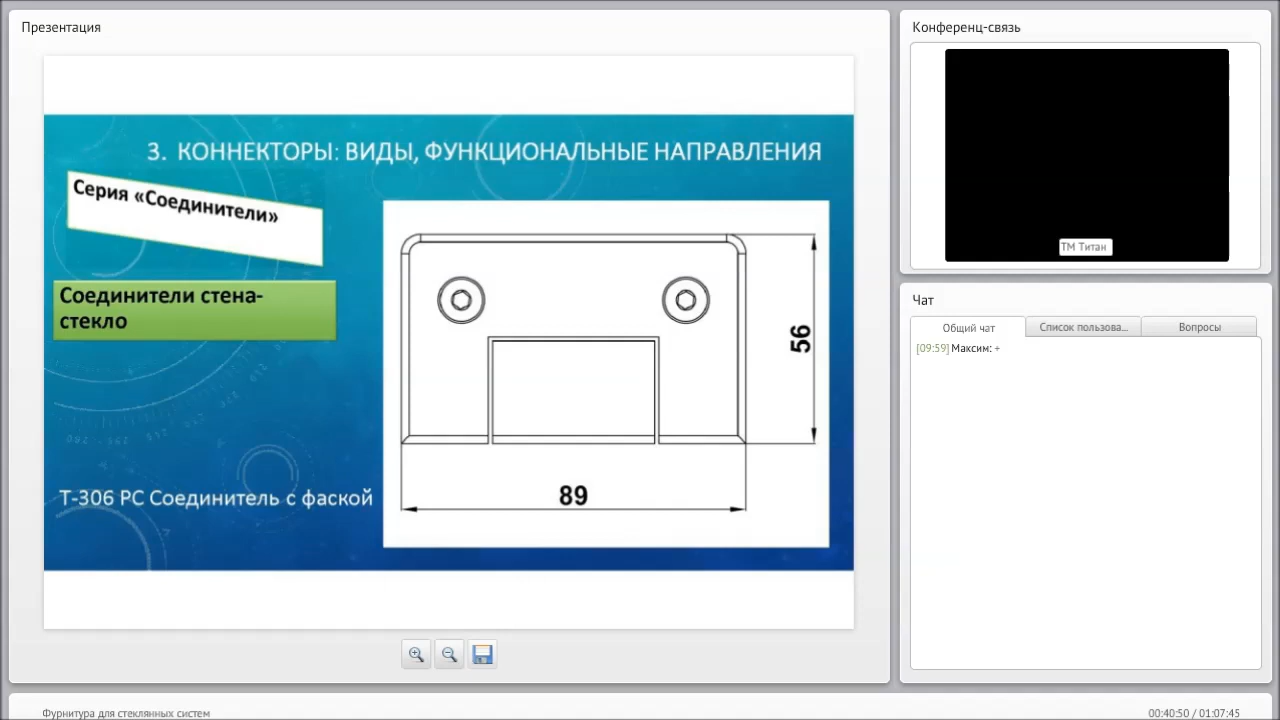 Презентация
3. КОННЕКТОРЫ: ВИДЫ, ФУНКЦИОНАЛЬНЫЕ НАПРАВЛЕНИЯ
Серия «Соединители»
Соединители стена-
стекло
Т-306 PC Соединитель с фаской
56
89
Конференц-связь
ТМ Титан
Чат
Общий чат
Список пользова...
Вопросы
[09:59] Максим: +
Фурнитура для стеклянных систем
00:40:50 / 01:07:45